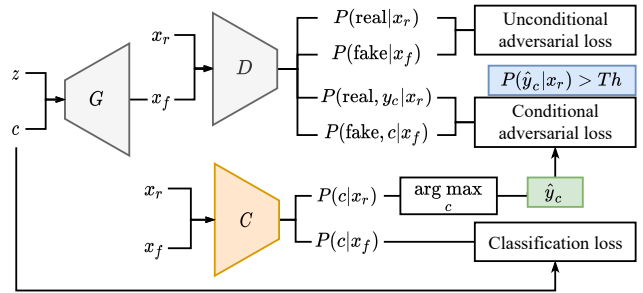 z
c
G
x_r
x_f
D
P(real|x_r)
P(fake|x_f)
P(real, y_c|x_r)
P(fake, c|x_f)
Unconditional
adversarial loss
P(ŷ_c|x_r) > Th
Conditional
adversarial loss
x_r
x_f
C
P(c|x_r)
P(c|x_f)
arg max
c
ŷ_c
Classification loss